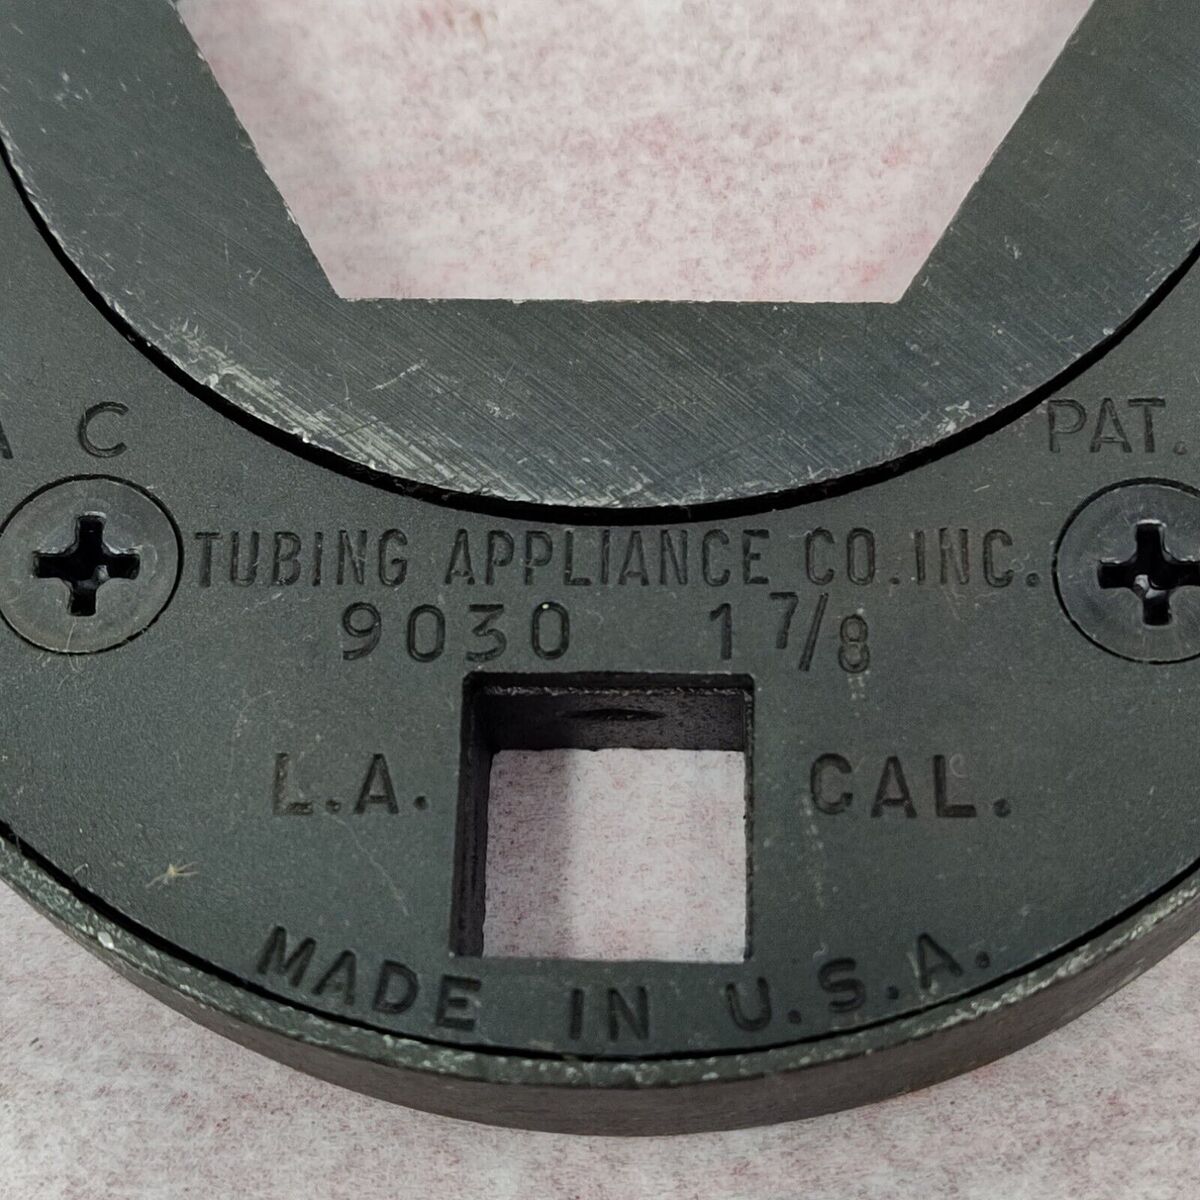 A C
PAT.
TUBING APPLIANCE CO.INC.
9030 1 7/8
L.A. CAL.
MADE IN U.S.A.